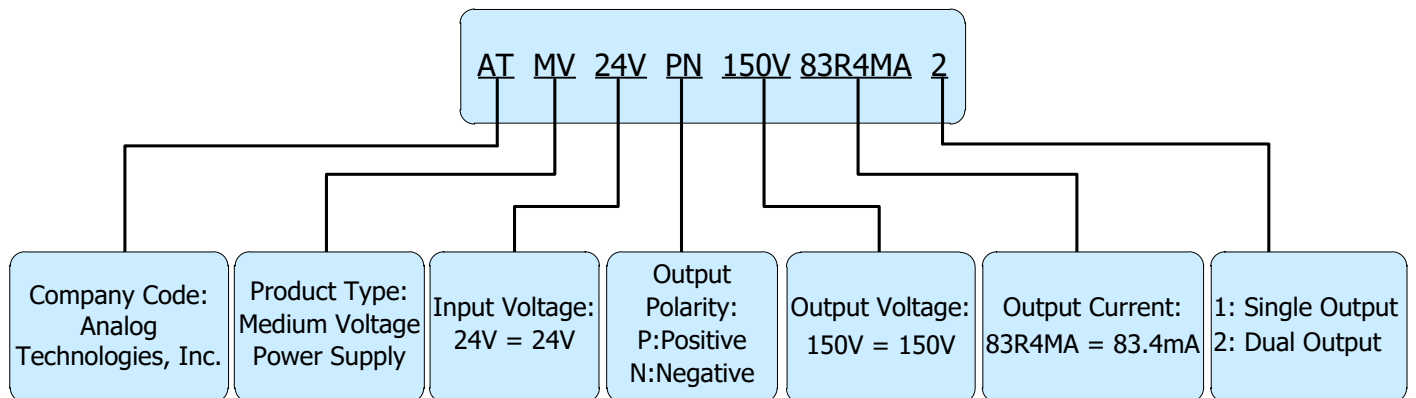 AT MV 24V PN 150V 83R4MA 2
Company Code:
Analog
Technologies, Inc.
Product Type:
Medium Voltage
Power Supply
Input Voltage:
24V = 24V
Output
Polarity:
P:Positive
N:Negative
Output Voltage:
150V = 150V
Output Current:
83R4MA = 83.4mA
1: Single Output
2: Dual Output